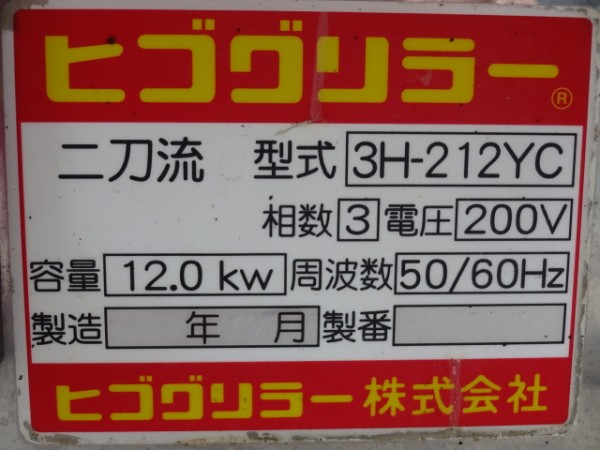 ヒゴグリラー®
二刀流 型式 3H-212YC
相数 3 電圧 200V
容量 12.0 kw 周波数 50/60Hz
製造 年 月 製番
ヒゴグリラー株式会社